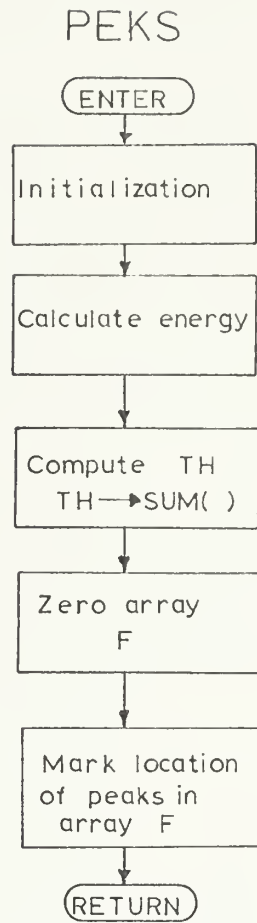 PEKS
ENTER
Initialization
Calculate energy
Compute TH
TH→SUM( )
Zero array
F
Mark location
of peaks in
array F
RETURN